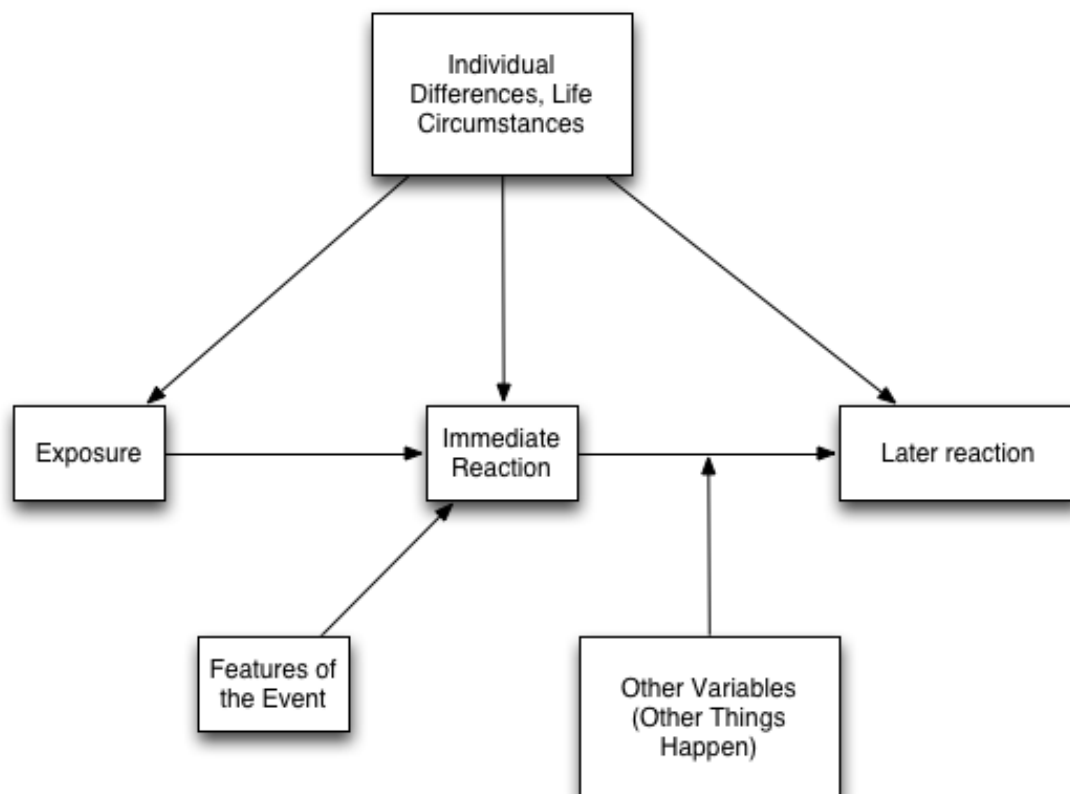 Individual
Differences, Life
Circumstances
Exposure
Immediate
Reaction
Later reaction
Features of
the Event
Other Variables
(Other Things
Happen)